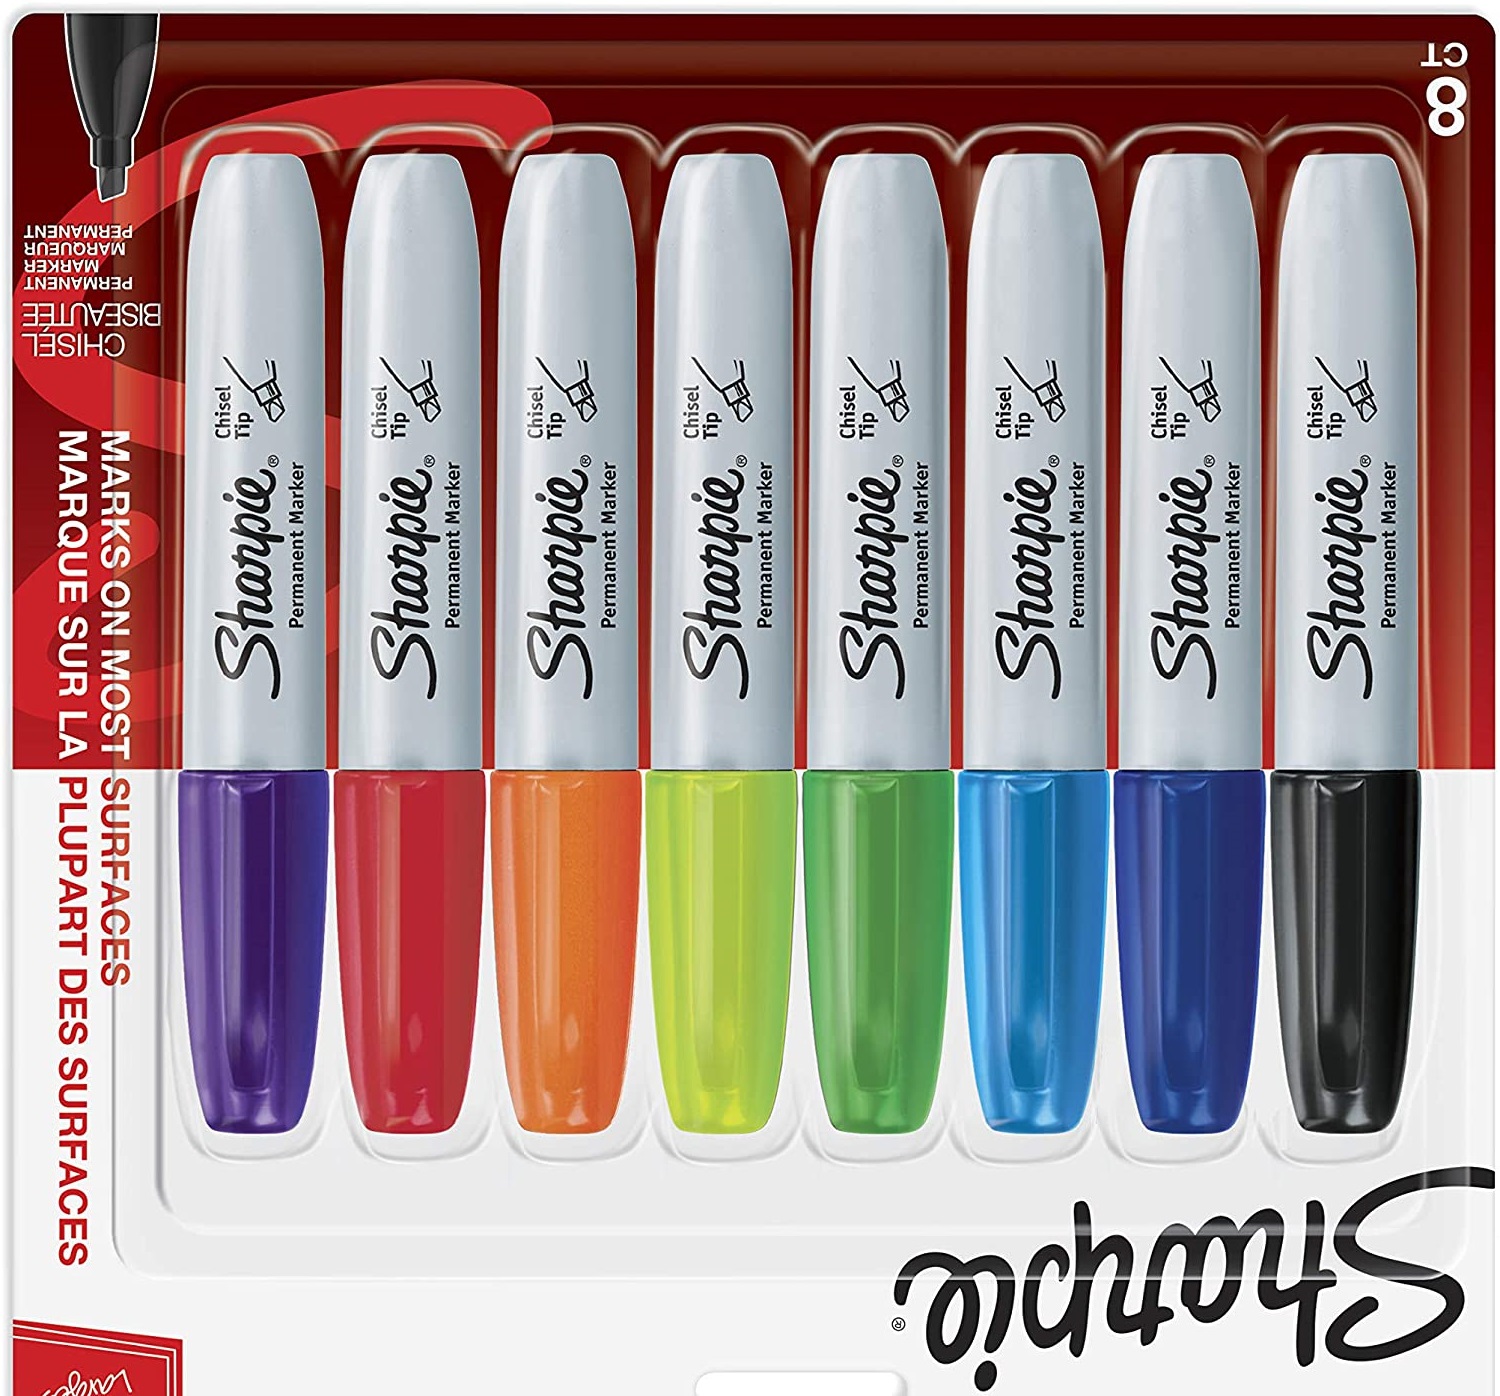 Sharpie®
Large
MARKS ON MOST SURFACES
MARQUE SUR LA PLUPART DES SURFACES
Sharpie®
Permanent Marker
Chisel
Tip
Sharpie®
Permanent Marker
Chisel
Tip
Sharpie®
Permanent Marker
Chisel
Tip
Sharpie®
Permanent Marker
Chisel
Tip
Sharpie®
Permanent Marker
Chisel
Tip
Sharpie®
Permanent Marker
Chisel
Tip
Sharpie®
Permanent Marker
Chisel
Tip
Sharpie®
Permanent Marker
Chisel
Tip
CHISEL
BISEAUTÉE
PERMANENT
MARKER
MARQUEUR
PERMANENT
8
CT